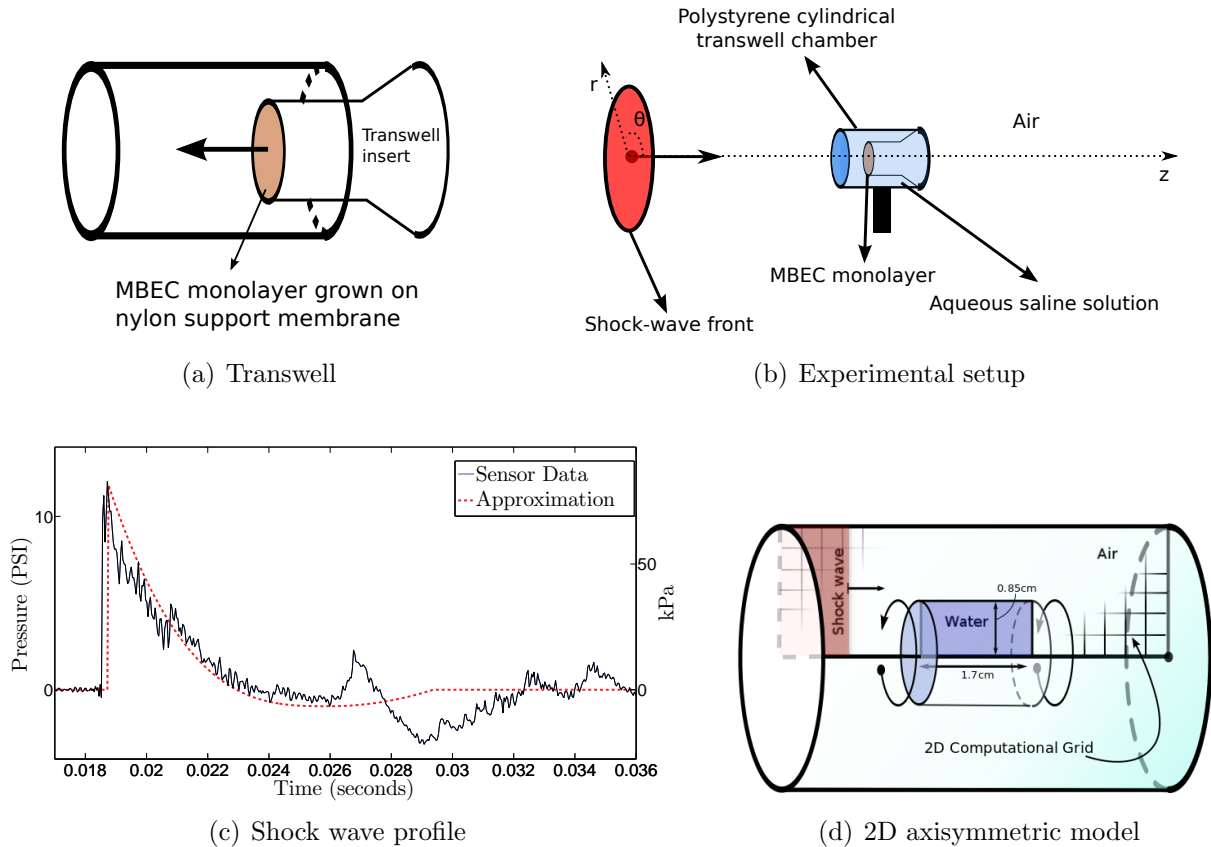 Transwell
insert
MBEC monolayer grown on
nylon support membrane
(a) Transwell
Polystyrene cylindrical
transwell chamber
r
θ
Air
z
MBEC monolayer
Aqueous saline solution
Shock-wave front
(b) Experimental setup
Sensor Data
Approximation
10
0
Pressure (PSI)
50
0
kPa
0.018 0.02 0.022 0.024 0.026 0.028 0.03 0.032 0.034 0.036
Time (seconds)
(c) Shock wave profile
Shock wave
Air
0.85cm
Water
1.7cm
2D Computational Grid
(d) 2D axisymmetric model